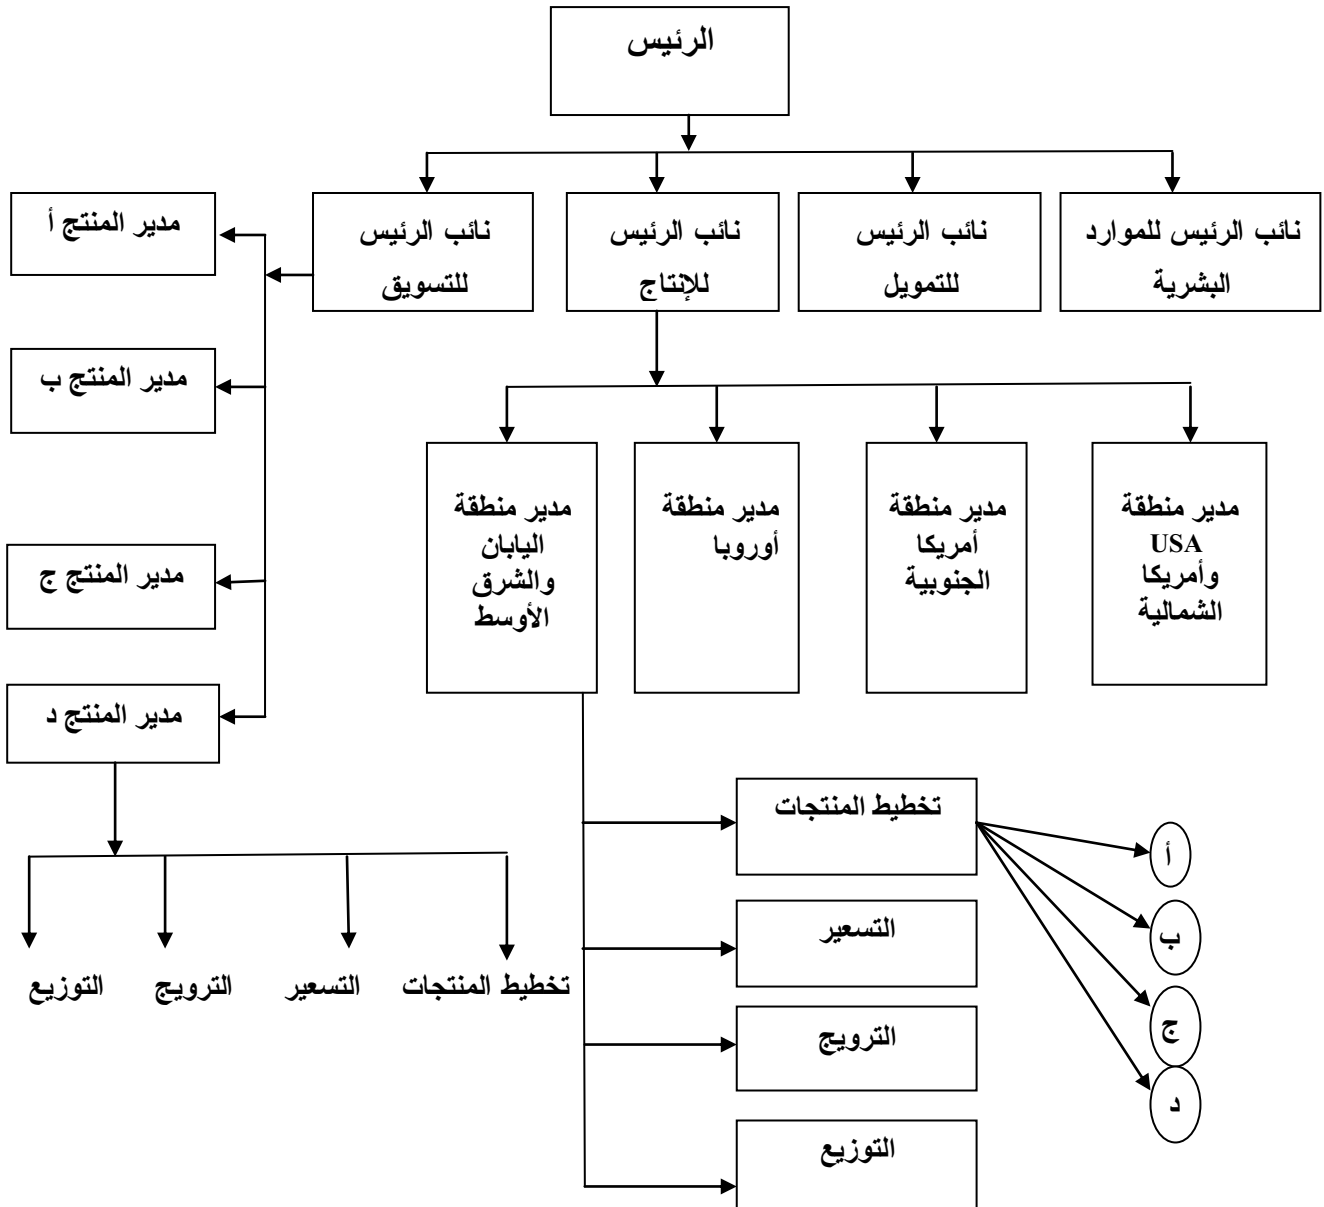 الرئيس
نائب الرئيس للموارد
البشرية
نائب الرئيس
للتمويل
نائب الرئيس
للإنتاج
نائب الرئيس
للتسويق
مدير المنتج أ
مدير المنتج ب
مدير المنتج ج
مدير المنتج د
مدير منطقة
USA
وأمريكا
الشمالية
مدير منطقة
أمريكا
الجنوبية
مدير منطقة
أوروبا
مدير منطقة
اليابان
والشرق
الأوسط
تخطيط المنتجات
التسعير
الترويج
التوزيع
أ
ب
ج
د
تخطيط المنتجات
التسعير
الترويج
التوزيع